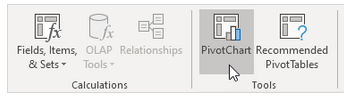 Fields, Items,
& Sets
OLAP
Tools
Relationships
Calculations
PivotChart
Recommended
PivotTables
Tools